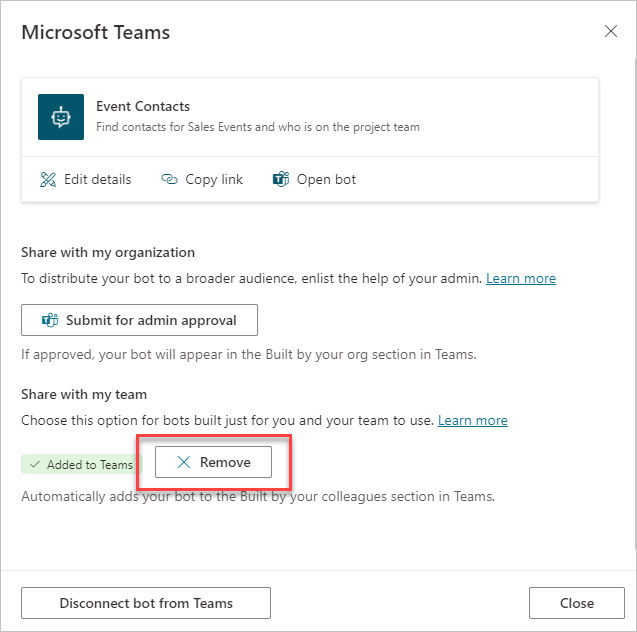 Microsoft Teams
Event Contacts
Find contacts for Sales Events and who is on the project team
Edit details
Copy link
Open bot
Share with my organization
To distribute your bot to a broader audience, enlist the help of your admin. Learn more
Submit for admin approval
If approved, your bot will appear in the Built by your org section in Teams.
Share with my team
Choose this option for bots built just for you and your team to use. Learn more
Added to Teams
Remove
Automatically adds your bot to the Built by your colleagues section in Teams.
Disconnect bot from Teams
Close